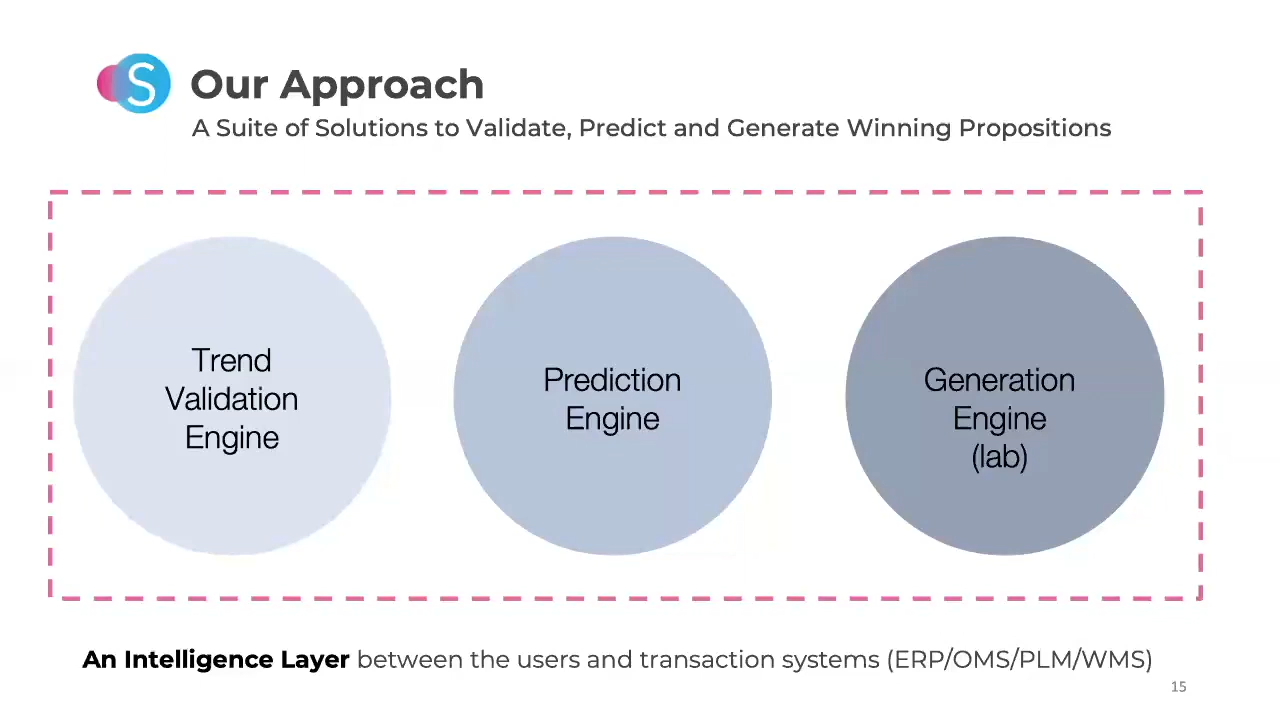 S
Our Approach
A Suite of Solutions to Validate, Predict and Generate Winning Propositions
Trend
Validation
Engine
Prediction
Engine
Generation
Engine
(lab)
An Intelligence Layer between the users and transaction systems (ERP/OMS/PLM/WMS)
15